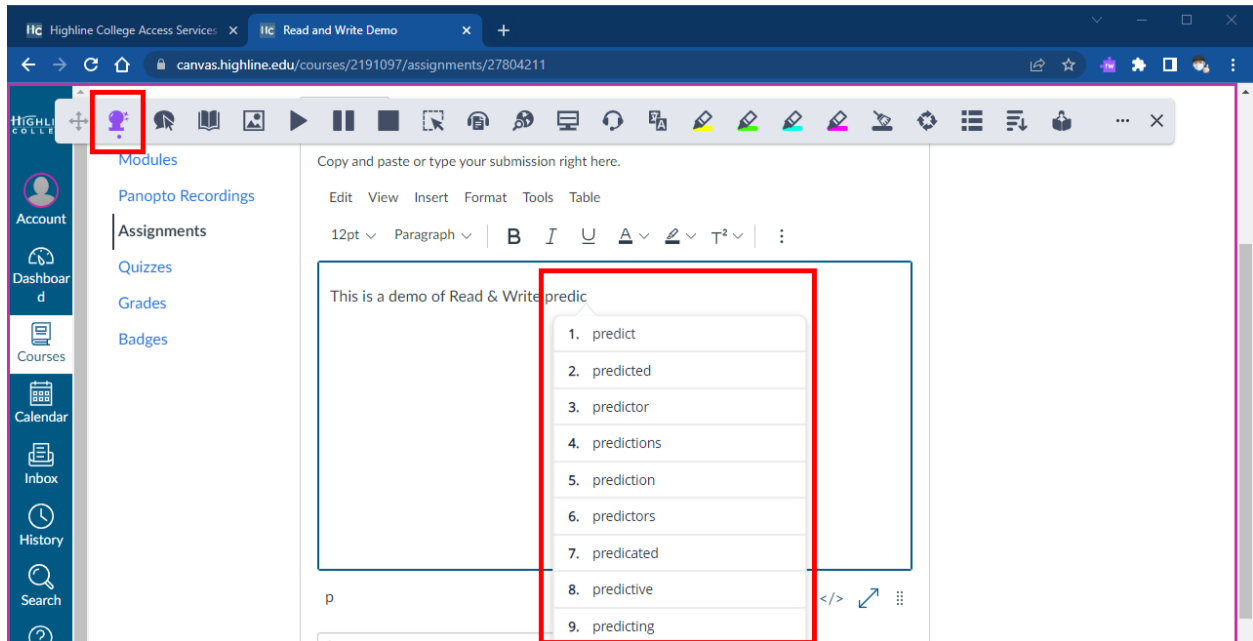 Highline College Access Services
Read and Write Demo
canvas.highline.edu/courses/2191097/assignments/27804211
Modules
Panopto Recordings
Assignments
Quizzes
Grades
Badges
Account
Dashboar
d
Courses
Calendar
Inbox
History
Search
Copy and paste or type your submission right here.
Edit View Insert Format Tools Table
12pt Paragraph B I U A T²
This is a demo of Read & Write predic
1. predict
2. predicted
3. predictor
4. predictions
5. prediction
6. predictors
7. predicated
8. predictive
9. predicting
p
</>